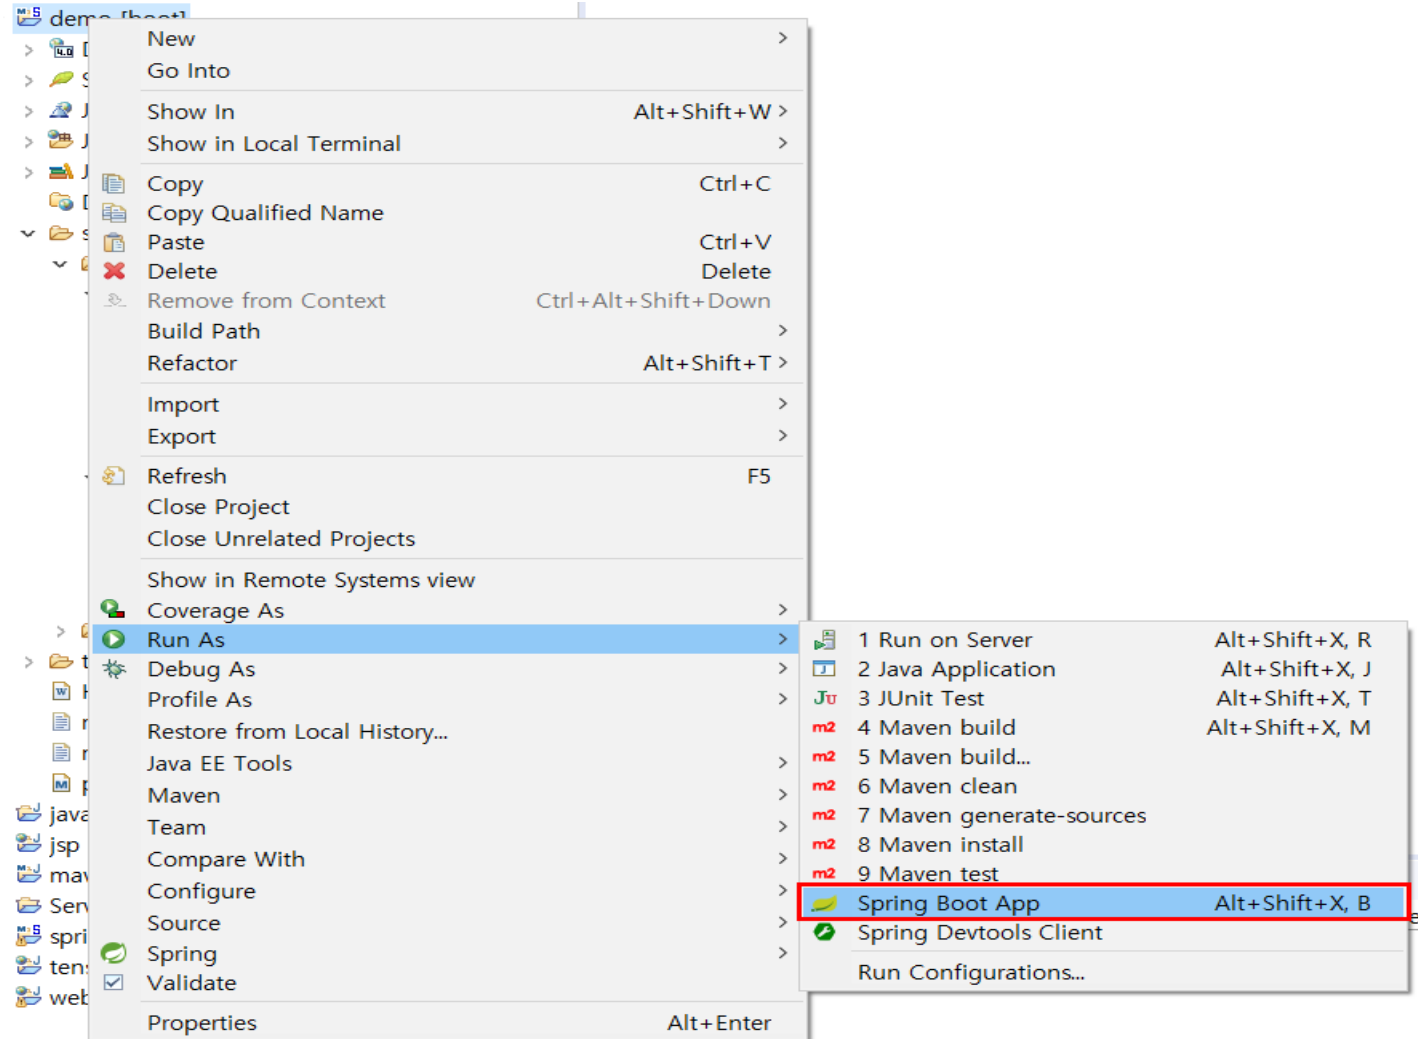 demo [boot]
New
Go Into
Show In Alt+Shift+W
Show in Local Terminal
Copy Ctrl+C
Copy Qualified Name
Paste Ctrl+V
Delete Delete
Remove from Context Ctrl+Alt+Shift+Down
Build Path
Refactor Alt+Shift+T
Import
Export
Refresh F5
Close Project
Close Unrelated Projects
Show in Remote Systems view
Coverage As
Run As
Debug As
Profile As
Restore from Local History...
Java EE Tools
Maven
Team
Compare With
Configure
Source
Spring
Validate
Properties Alt+Enter
1 Run on Server Alt+Shift+X, R
2 Java Application Alt+Shift+X, J
3 JUnit Test Alt+Shift+X, T
4 Maven build Alt+Shift+X, M
5 Maven build...
6 Maven clean
7 Maven generate-sources
8 Maven install
9 Maven test
Spring Boot App Alt+Shift+X, B
Spring Devtools Client
Run Configurations...
java
jsp
mav
Serv
spri
tens
web